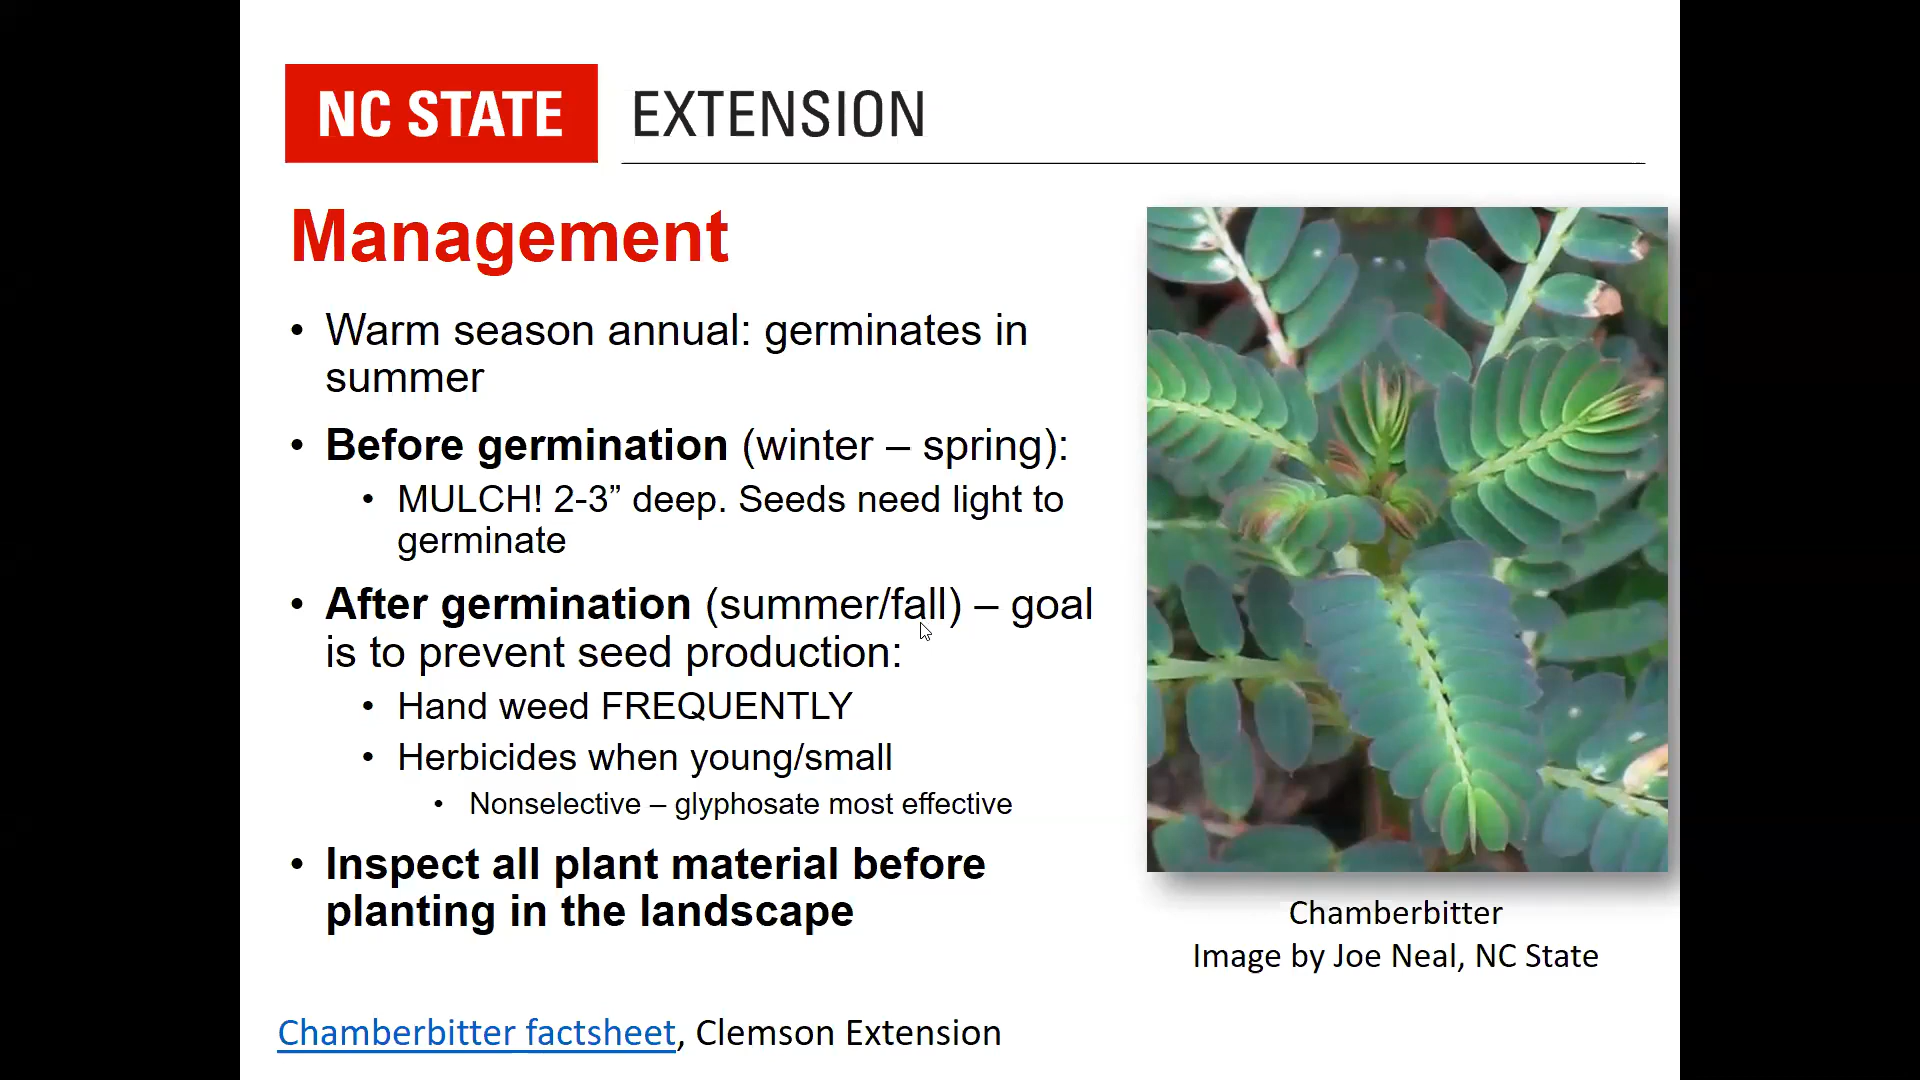 NC STATE EXTENSION
Management
• Warm season annual: germinates in
summer
• Before germination (winter – spring):
• MULCH! 2-3” deep. Seeds need light to
germinate
• After germination (summer/fall) – goal
is to prevent seed production:
• Hand weed FREQUENTLY
• Herbicides when young/small
• Nonselective – glyphosate most effective
• Inspect all plant material before
planting in the landscape
Chamberbitter
Image by Joe Neal, NC State
Chamberbitter factsheet, Clemson Extension